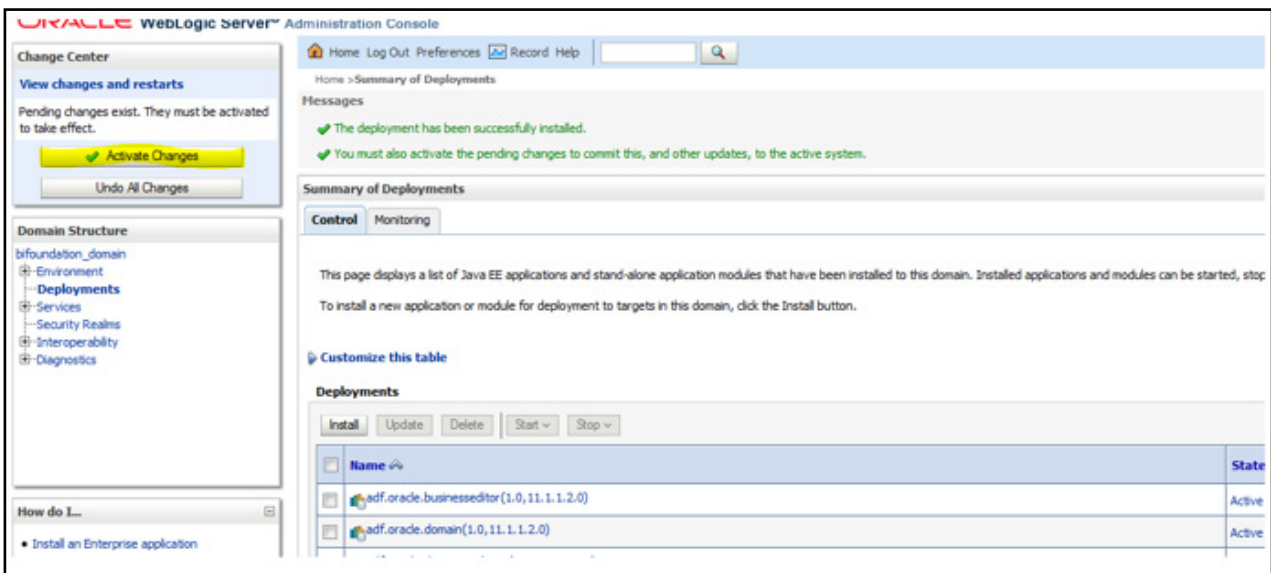 ORACLE WebLogic Server® Administration Console
Change Center
View changes and restarts
Pending changes exist. They must be activated
to take effect.
Activate Changes
Undo All Changes
Domain Structure
bifoundation_domain
Environment
Deployments
Services
Security Realms
Interoperability
Diagnostics
How do I...
Install an Enterprise application
Home Log Out Preferences Record Help
Home >Summary of Deployments
Messages
The deployment has been successfully installed.
You must also activate the pending changes to commit this, and other updates, to the active system.
Summary of Deployments
Control Monitoring
This page displays a list of Java EE applications and stand-alone application modules that have been installed to this domain. Installed applications and modules can be started, stop
To install a new application or module for deployment to targets in this domain, click the Install button.
Customize this table
Deployments
Install Update Delete Start Stop
Name State
adf.oracle.businesseditor(1.0,11.1.1.2.0) Active
adf.oracle.domain(1.0,11.1.1.2.0) Active